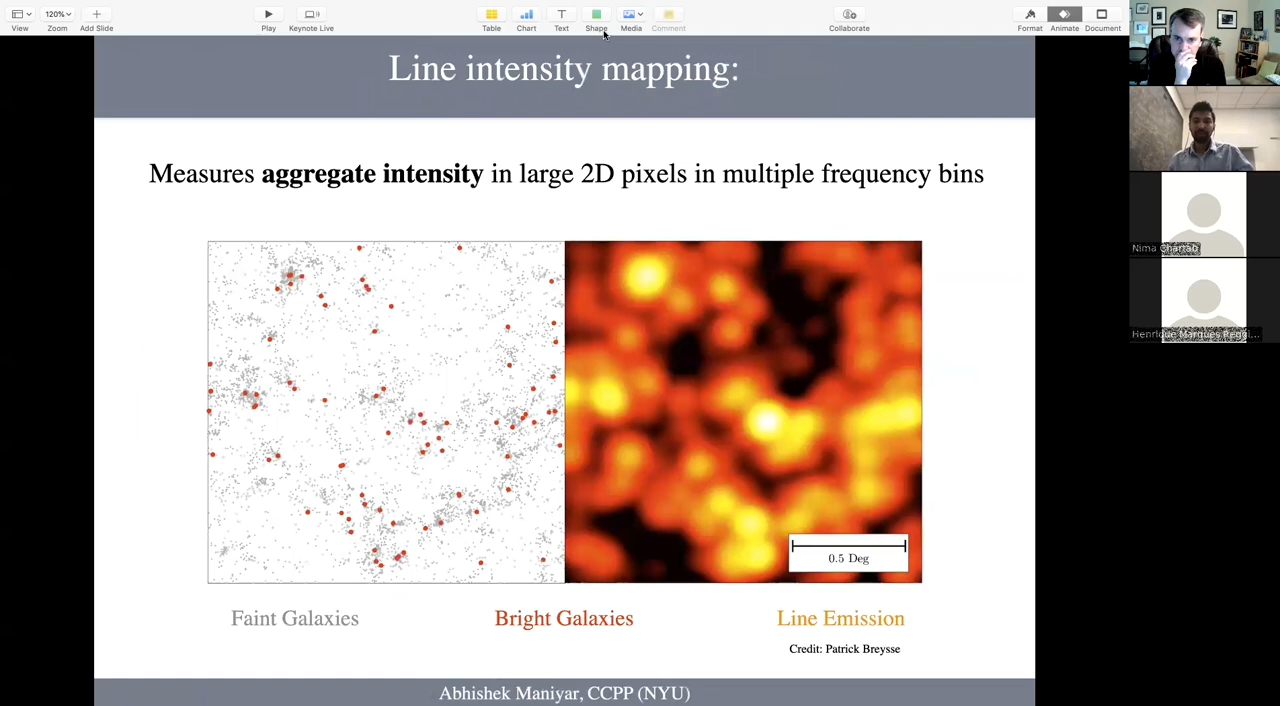 120%
View
Zoom
Add Slide
Play
Keynote Live
Table
Chart
Text
Shape
Media
Comment
Collaborate
Format
Animate
Document
Line intensity mapping:
Measures aggregate intensity in large 2D pixels in multiple frequency bins
0.5 Deg
Faint Galaxies
Bright Galaxies
Line Emission
Credit: Patrick Breysse
Abhishek Maniyar, CCPP (NYU)
Nima Chartab
Henrique Marques